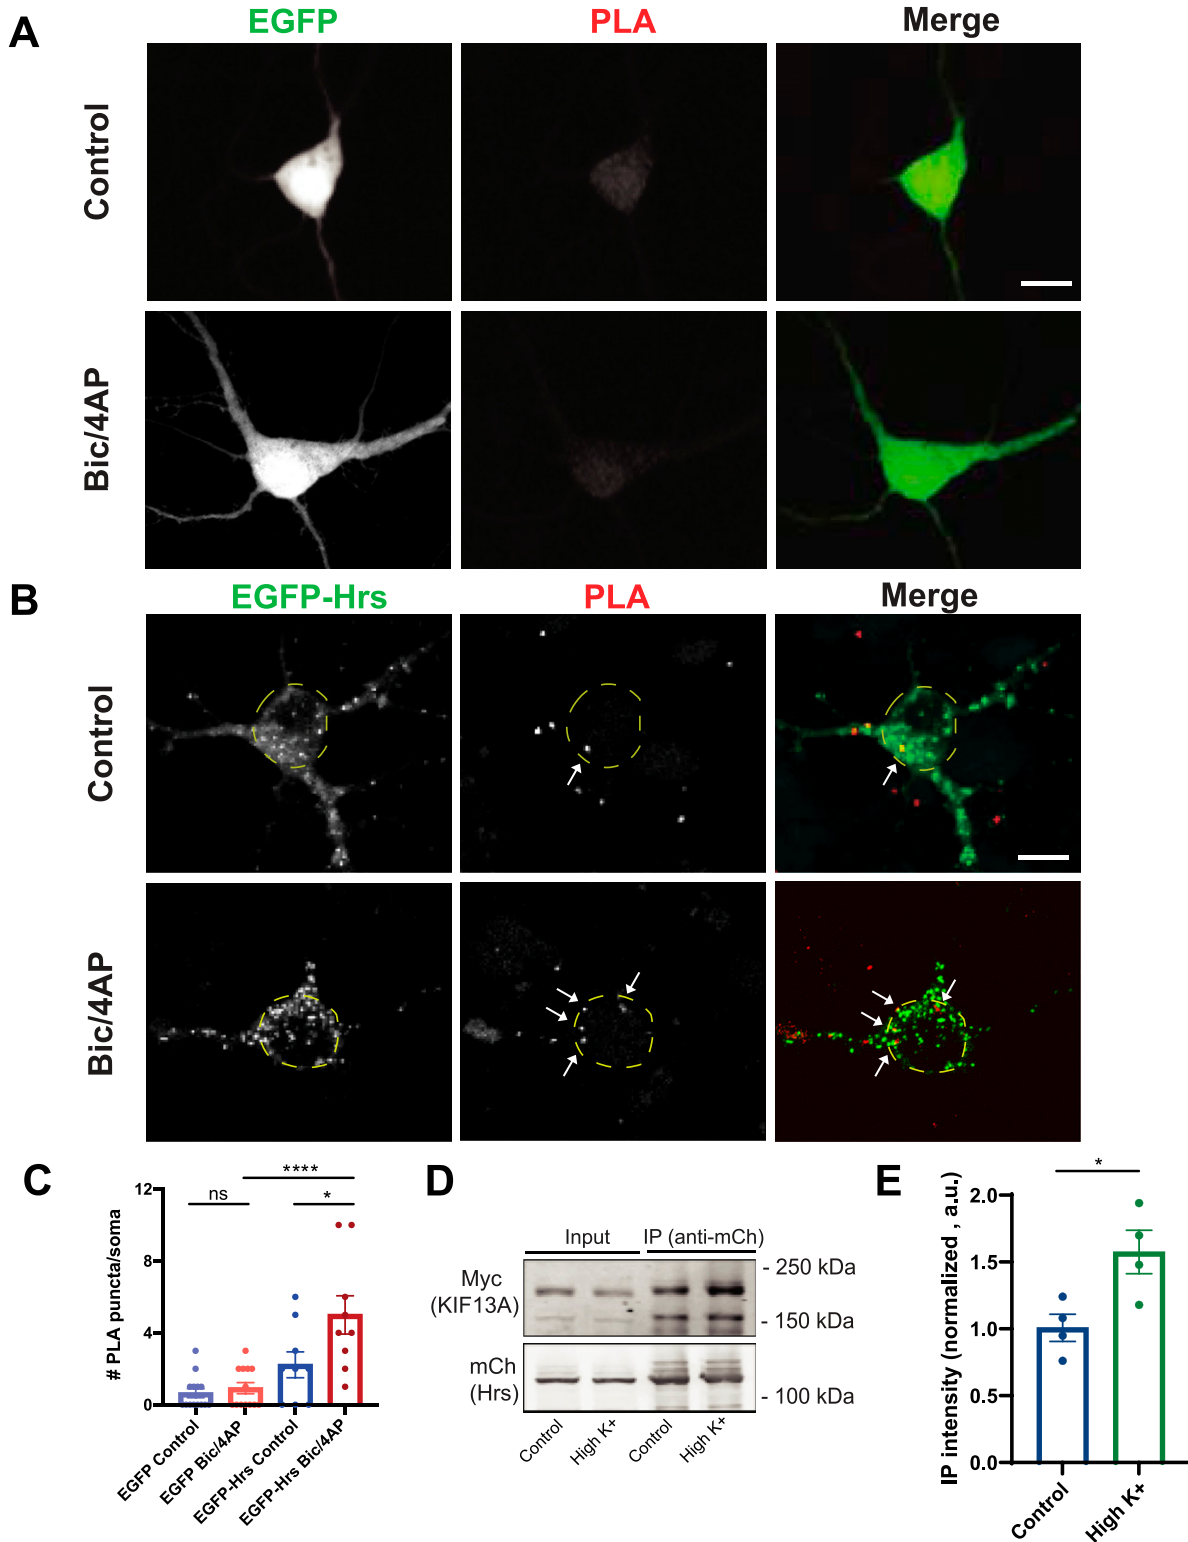 A
EGFP
PLA
Merge
Control
Bic/4AP
B
EGFP-Hrs
PLA
Merge
Control
Bic/4AP
C
# PLA puncta/soma
12
8
4
0
ns
****
*
EGFP Control
EGFP Bic/4AP
EGFP-Hrs Control
EGFP-Hrs Bic/4AP
D
Input
IP (anti-mCh)
Myc
(KIF13A)
- 250 kDa
- 150 kDa
mCh
(Hrs)
- 100 kDa
Control
High K+
Control
High K+
E
IP intensity (normalized , a.u.)
2.0
1.5
1.0
0.5
0.0
*
Control
High K+